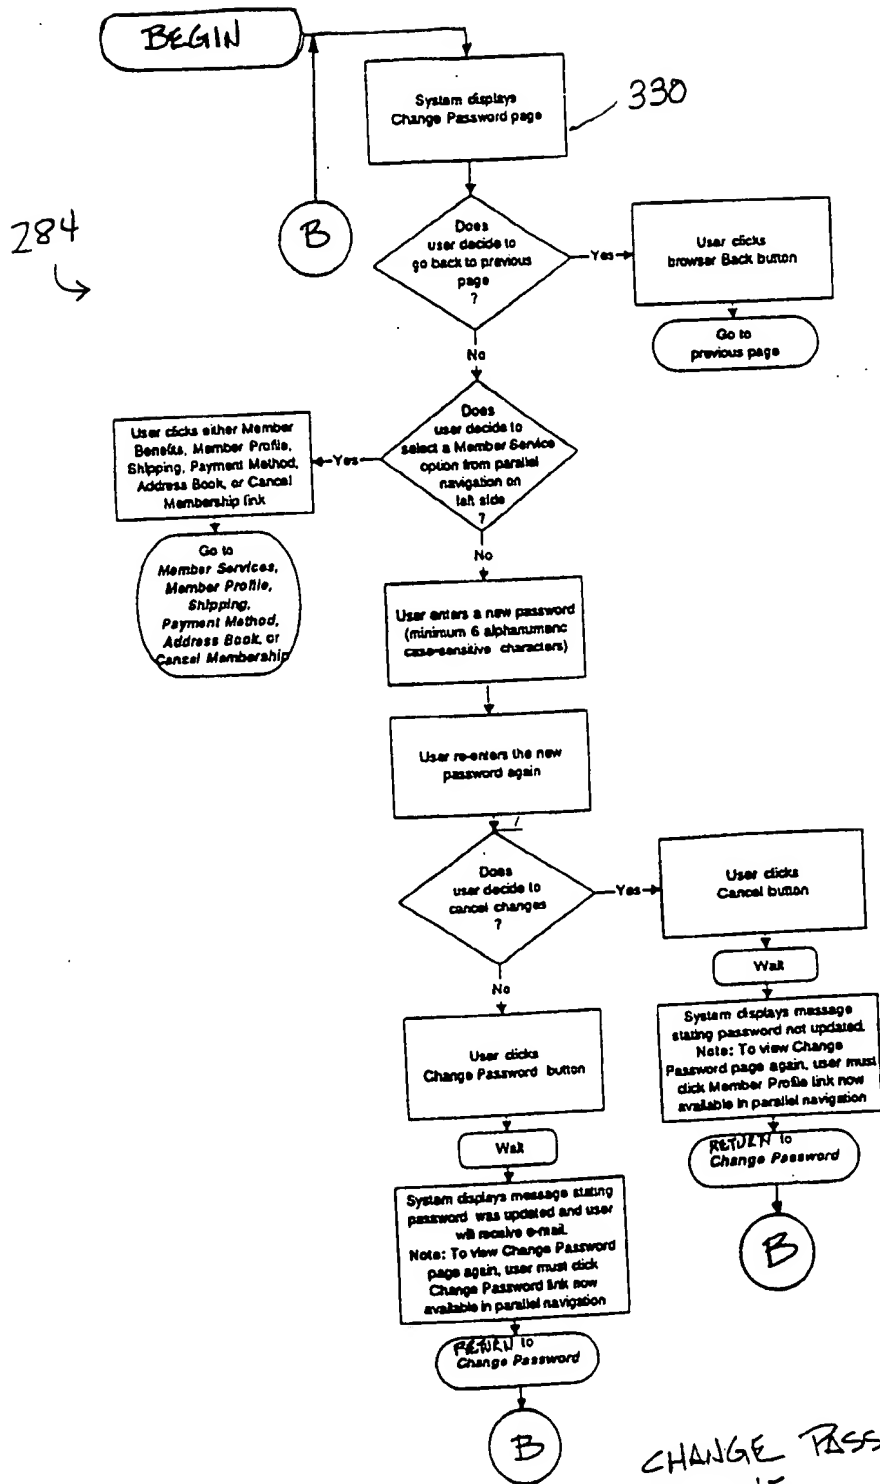 BEGIN
System displays
Change Password page
330
284
B
Does
user decide to
go back to previous
page
?
Yes
User clicks
browser Back button
Go to
previous page
No
Does
user decide to
select a Member Service
option from parallel
navigation on
left side
?
Yes
User clicks either Member
Benefits, Member Profile,
Shipping, Payment Method,
Address Book, or Cancel
Membership link
Go to
Member Services,
Member Profile,
Shipping,
Payment Method,
Address Book, or
Cancel Membership
No
User enters a new password
(minimum 6 alphanumeric
case-sensitive characters)
User re-enters the new
password again
Does
user decide to
cancel changes
?
Yes
User clicks
Cancel button
Wait
System displays message
stating password not updated.
Note: To view Change
Password page again, user must
click Member Profile link now
available in parallel navigation
RETURN to
Change Password
B
No
User clicks
Change Password button
Wait
System displays message stating
password was updated and user
will receive e-mail.
Note: To view Change Password
page again, user must click
Change Password link now
available in parallel navigation
RETURN to
Change Password
B
CHANGE PASS